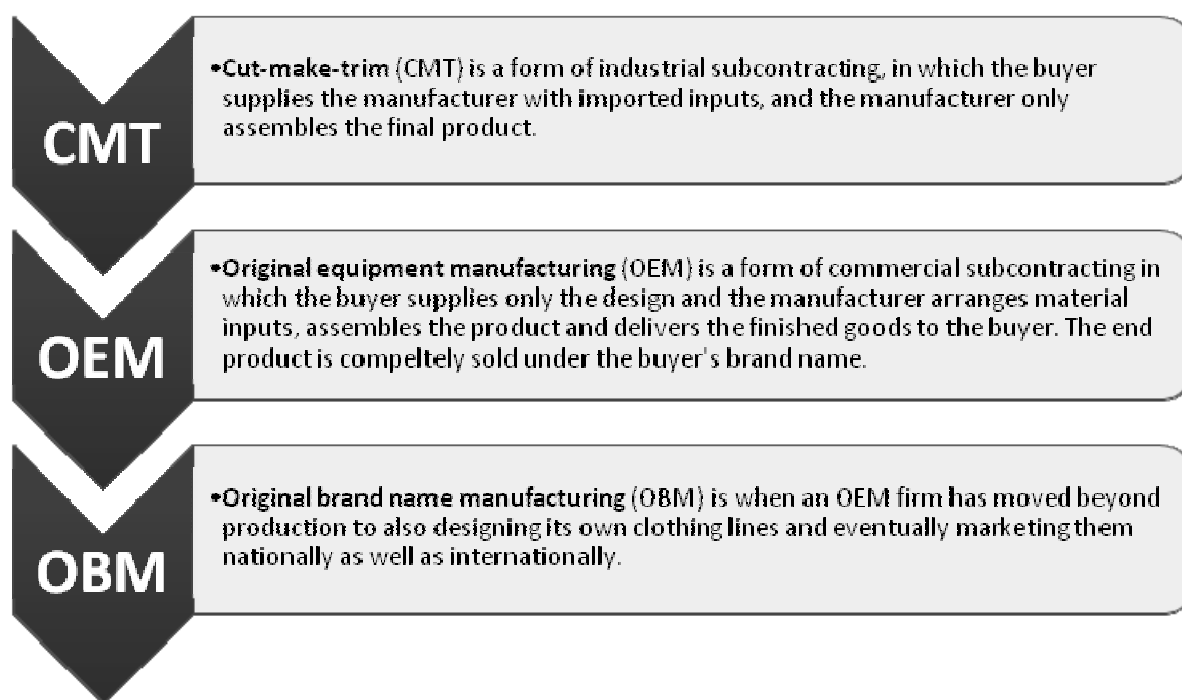 CMT
•Cut-make-trim (CMT) is a form of industrial subcontracting, in which the buyer
supplies the manufacturer with imported inputs, and the manufacturer only
assembles the final product.
OEM
•Original equipment manufacturing (OEM) is a form of commercial subcontracting in
which the buyer supplies only the design and the manufacturer arranges material
inputs, assembles the product and delivers the finished goods to the buyer. The end
product is compeltely sold under the buyer's brand name.
OBM
•Original brand name manufacturing (OBM) is when an OEM firm has moved beyond
production to also designing its own clothing lines and eventually marketing them
nationally as well as internationally.